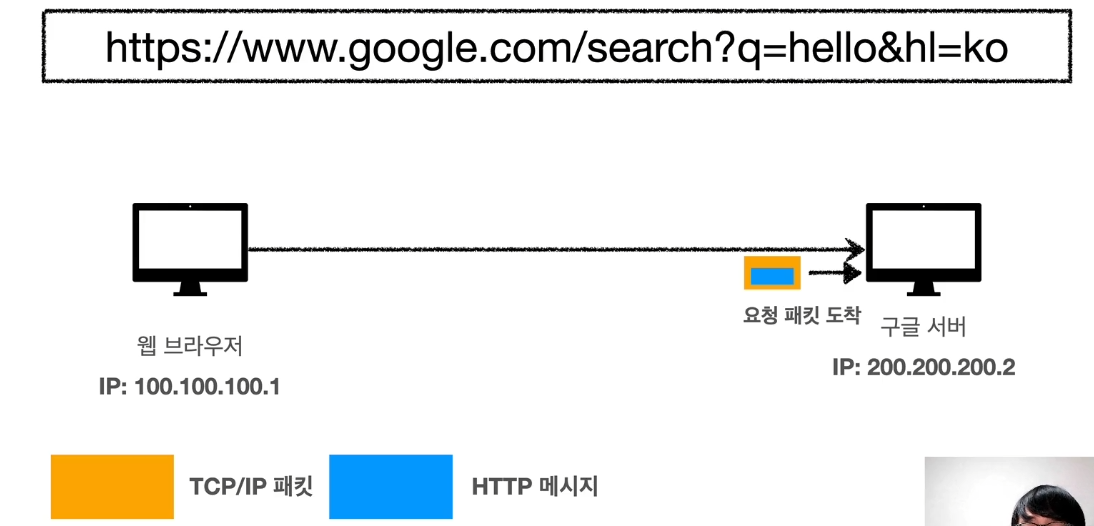 https://www.google.com/search?q=hello&hl=ko
요청 패킷 도착
웹 브라우저
구글 서버
IP: 100.100.100.1
IP: 200.200.200.2
TCP/IP 패킷
HTTP 메시지